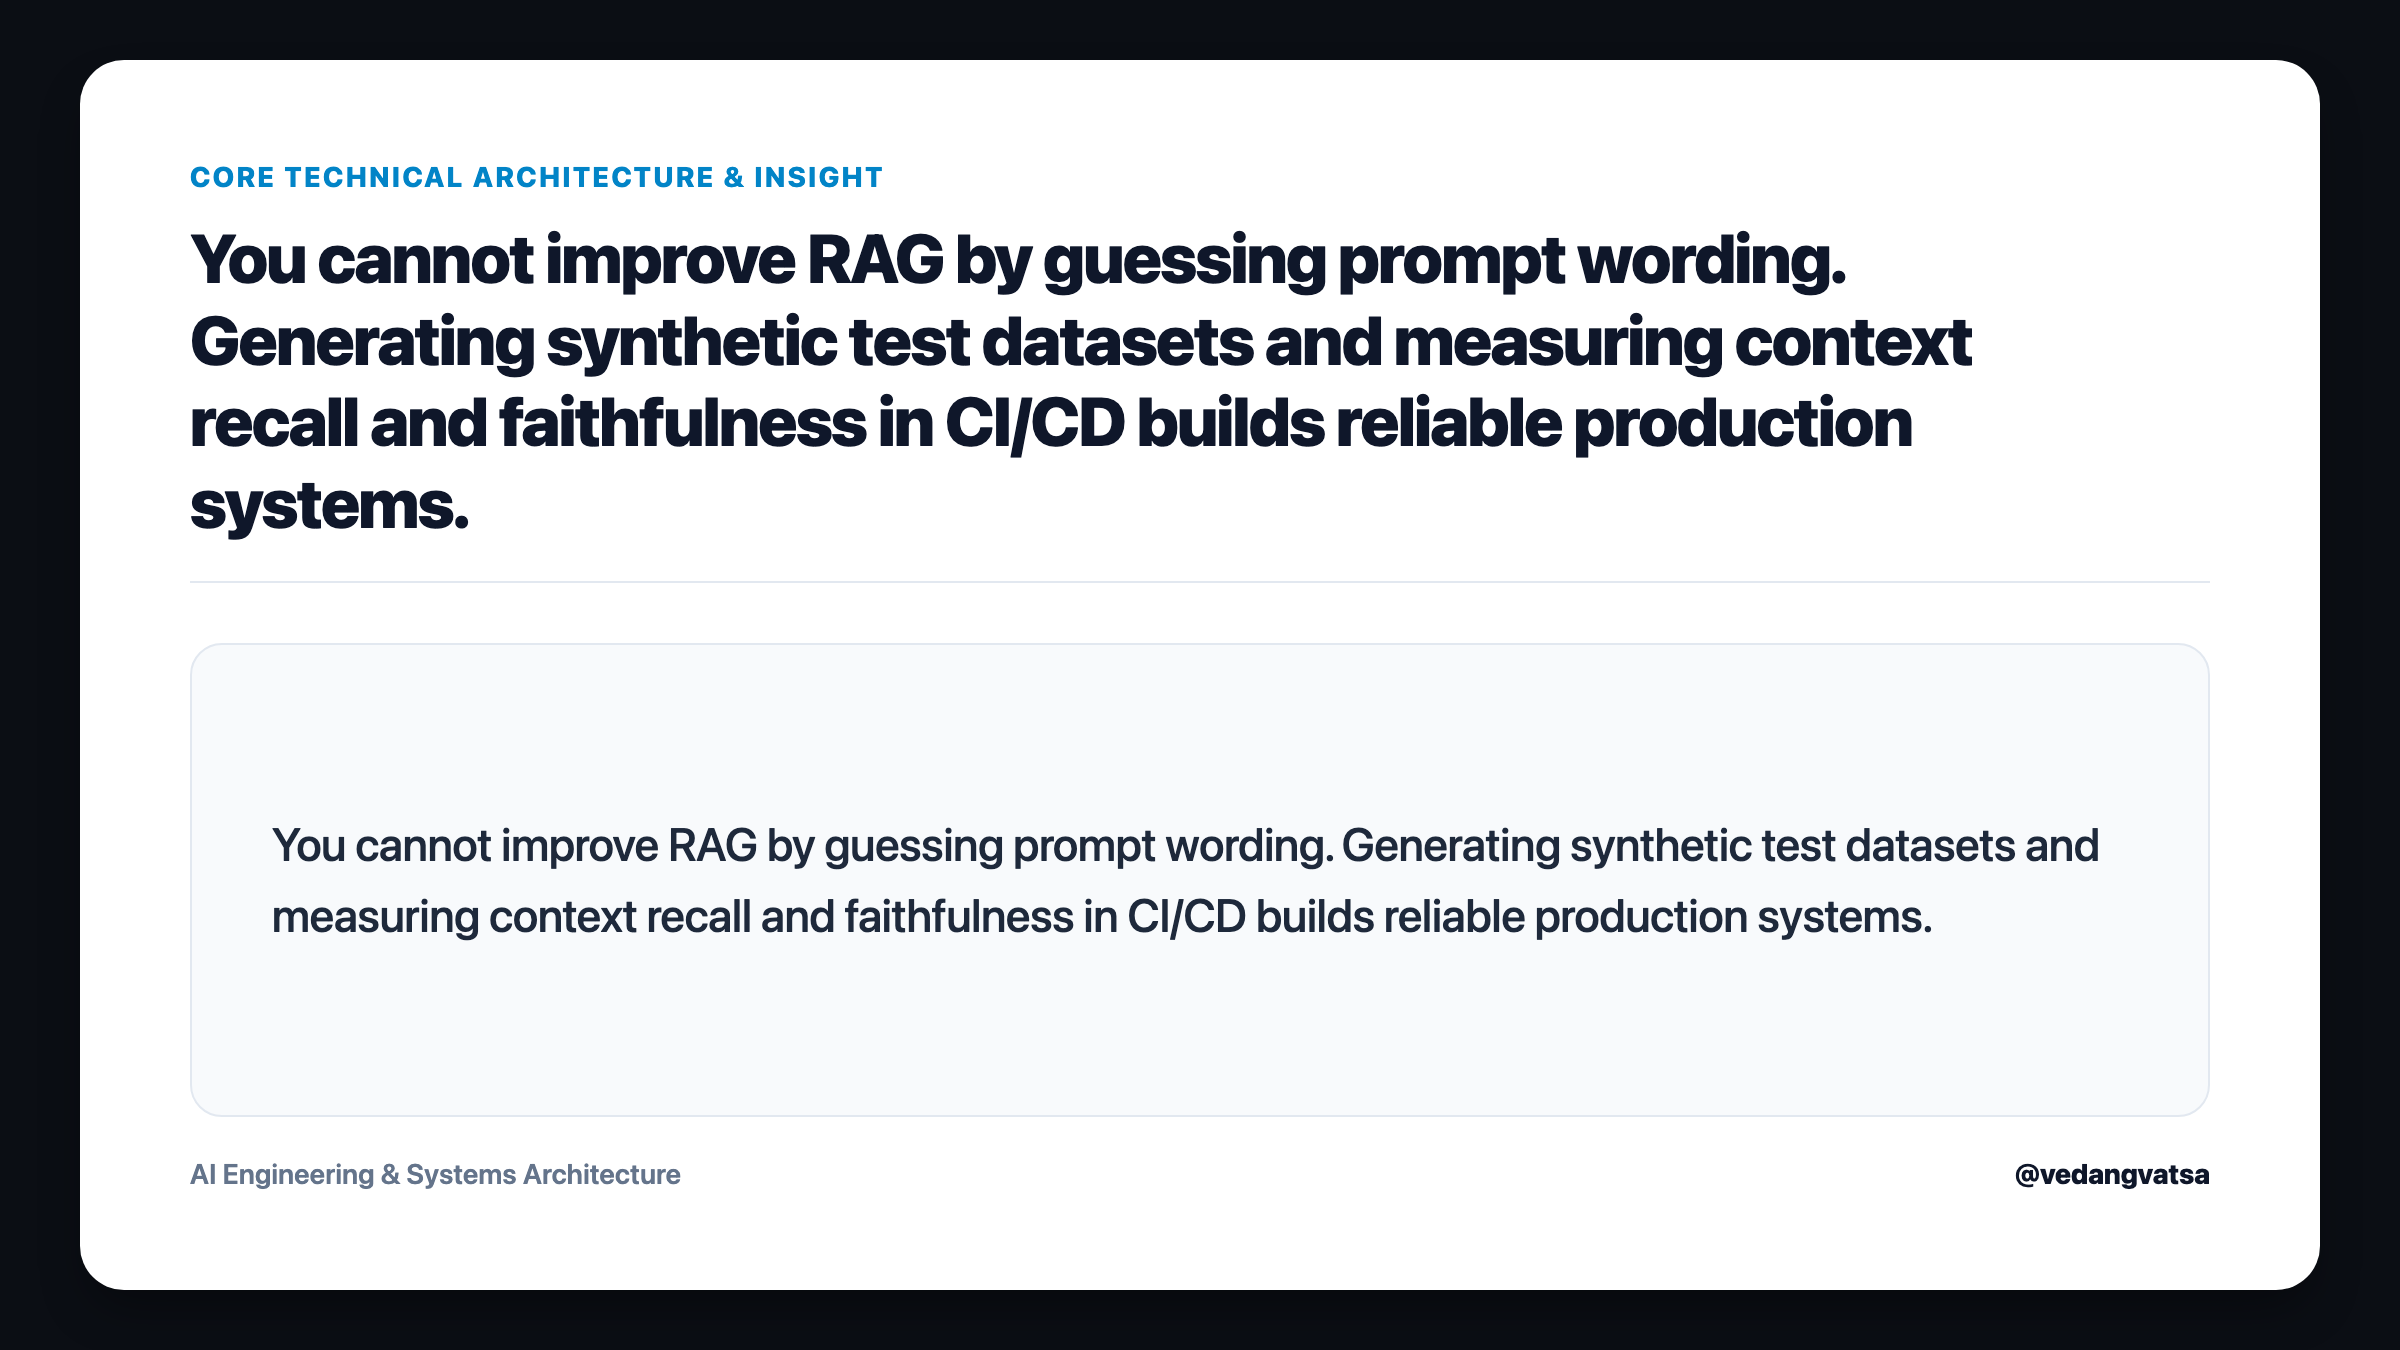 CORE TECHNICAL ARCHITECTURE & INSIGHT
You cannot improve RAG by guessing prompt wording.
Generating synthetic test datasets and measuring context
recall and faithfulness in CI/CD builds reliable production
systems.
You cannot improve RAG by guessing prompt wording. Generating synthetic test datasets and
measuring context recall and faithfulness in CI/CD builds reliable production systems.
AI Engineering & Systems Architecture
@vedangvatsa